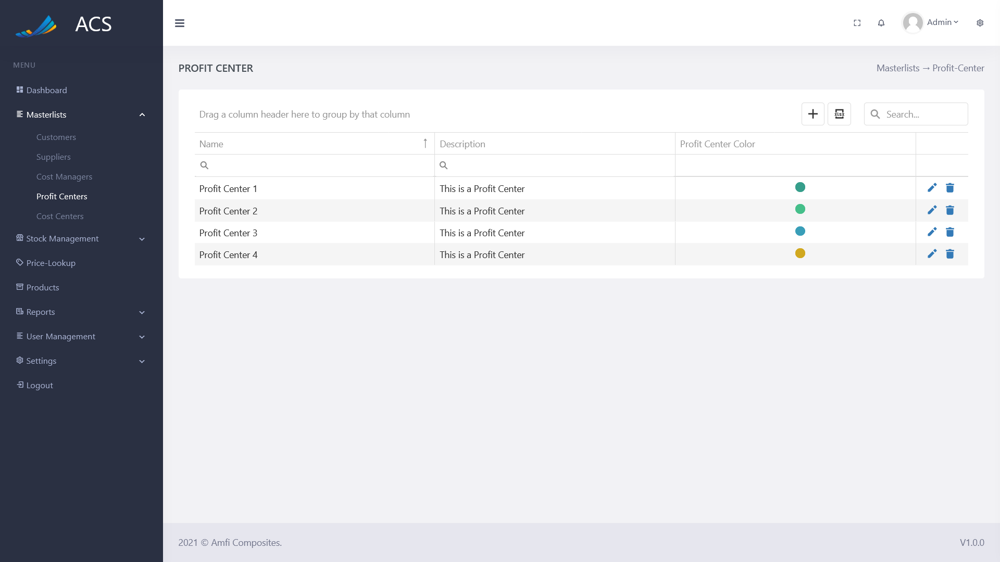 ACS
Admin
MENU
Dashboard
Masterlists
Customers
Suppliers
Cost Managers
Profit Centers
Cost Centers
Stock Management
Price-Lookup
Products
Reports
User Management
Settings
Logout
PROFIT CENTER
Masterlists → Profit-Center
Drag a column header here to group by that column
xlsx
Search...
Name ↑ Description Profit Center Color
Profit Center 1 This is a Profit Center
Profit Center 2 This is a Profit Center
Profit Center 3 This is a Profit Center
Profit Center 4 This is a Profit Center
2021 © Amfi Composites.
V1.0.0